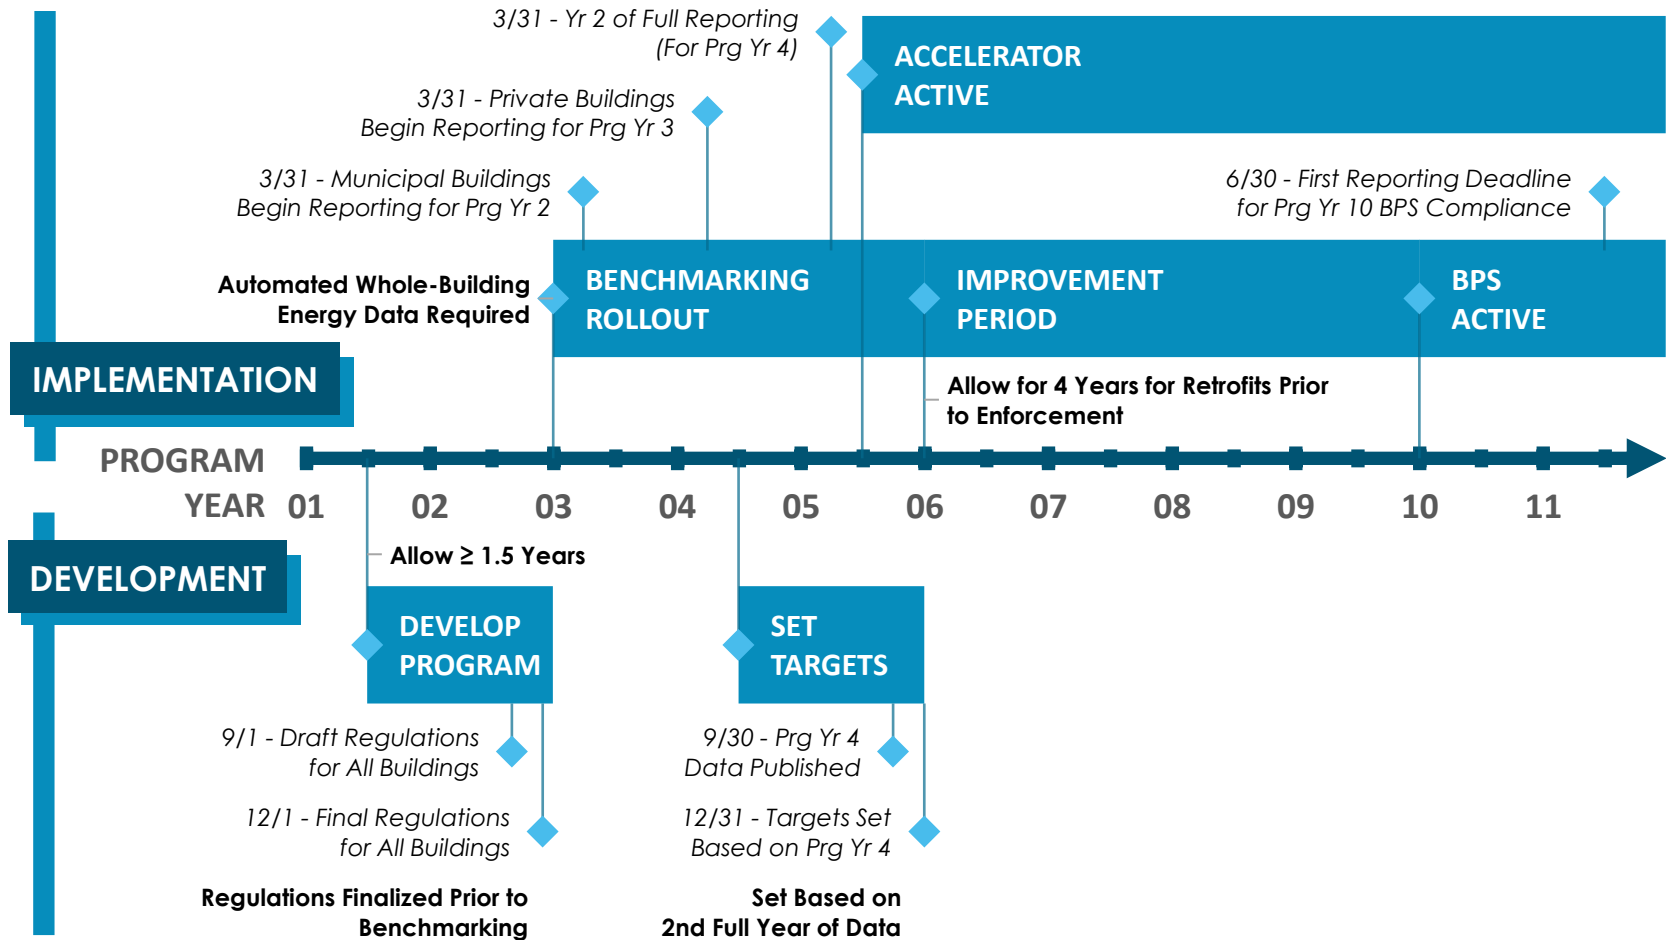 3/31 - Yr 2 of Full Reporting
(For Prg Yr 4)
ACCELERATOR
ACTIVE
3/31 - Private Buildings
Begin Reporting for Prg Yr 3
3/31 - Municipal Buildings
Begin Reporting for Prg Yr 2
6/30 - First Reporting Deadline
for Prg Yr 10 BPS Compliance
Automated Whole-Building
Energy Data Required
BENCHMARKING
ROLLOUT
IMPROVEMENT
PERIOD
BPS
ACTIVE
IMPLEMENTATION
Allow for 4 Years for Retrofits Prior
to Enforcement
PROGRAM
YEAR
01 02 03 04 05 06 07 08 09 10 11
DEVELOPMENT
Allow ≥ 1.5 Years
DEVELOP
PROGRAM
SET
TARGETS
9/1 - Draft Regulations
for All Buildings
9/30 - Prg Yr 4
Data Published
12/1 - Final Regulations
for All Buildings
12/31 - Targets Set
Based on Prg Yr 4
Regulations Finalized Prior to
Benchmarking
Set Based on
2nd Full Year of Data